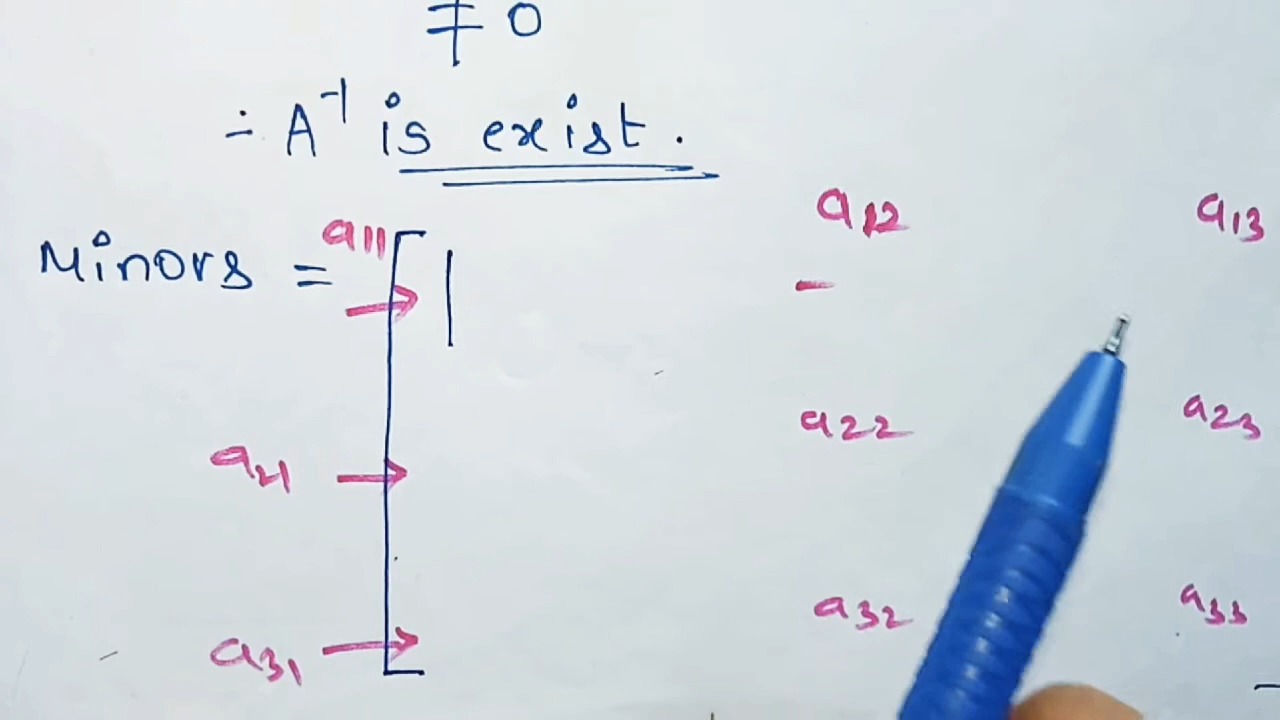 ≠ 0
∴ A⁻¹ is exist.
a11 a12 a13
Minors = [ |
→ -
a21 → a22 a23
a31 → a32 a33